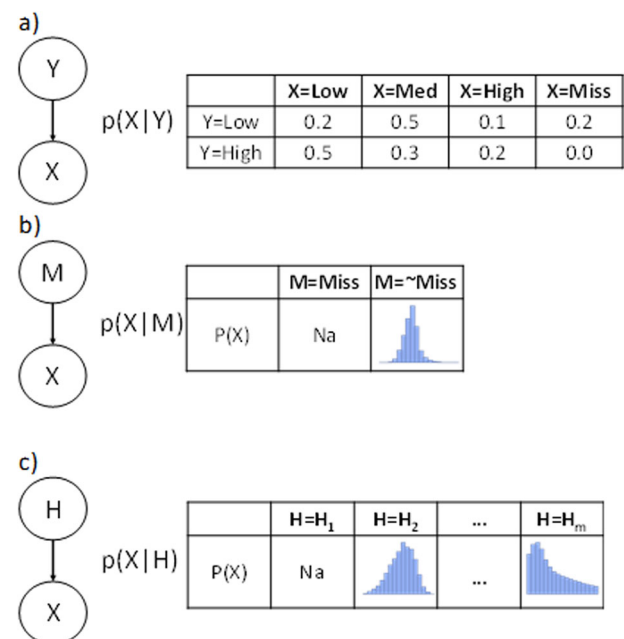 a)
Y
X
p(X|Y)
X=Low X=Med X=High X=Miss
Y=Low 0.2 0.5 0.1 0.2
Y=High 0.5 0.3 0.2 0.0
b)
M
X
p(X|M)
M=Miss M=~Miss
P(X) Na
c)
H
X
p(X|H)
H=H₁ H=H₂ ... H=Hₘ
P(X) Na ...